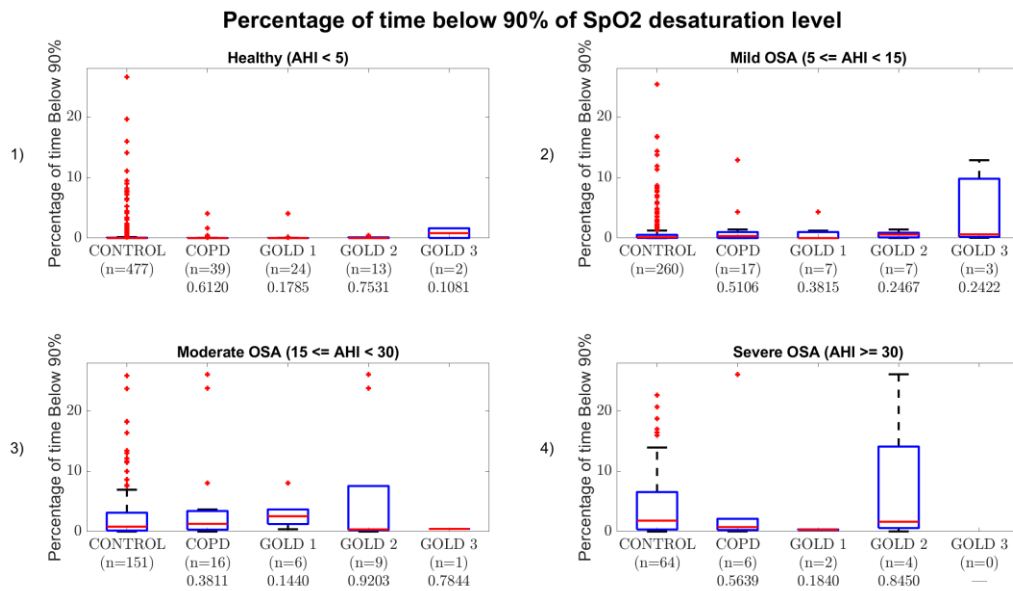 Percentage of time below 90% of SpO2 desaturation level
1)
Healthy (AHI < 5)
Percentage of time Below 90%
20
10
0
CONTROL COPD GOLD 1 GOLD 2 GOLD 3
(n=477) (n=39) (n=24) (n=13) (n=2)
0.6120 0.1785 0.7531 0.1081
2)
Mild OSA (5 <= AHI < 15)
Percentage of time Below 90%
20
10
0
CONTROL COPD GOLD 1 GOLD 2 GOLD 3
(n=260) (n=17) (n=7) (n=7) (n=3)
0.5106 0.3815 0.2467 0.2422
3)
Moderate OSA (15 <= AHI < 30)
Percentage of time Below 90%
20
10
0
CONTROL COPD GOLD 1 GOLD 2 GOLD 3
(n=151) (n=16) (n=6) (n=9) (n=1)
0.3811 0.1440 0.9203 0.7844
4)
Severe OSA (AHI >= 30)
Percentage of time Below 90%
20
10
0
CONTROL COPD GOLD 1 GOLD 2 GOLD 3
(n=64) (n=6) (n=2) (n=4) (n=0)
0.5639 0.1840 0.8450 —